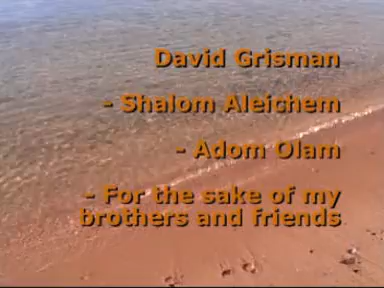 David Grisman
- Shalom Aleichem
- Adom Olam
- For the sake of my
brothers and friends